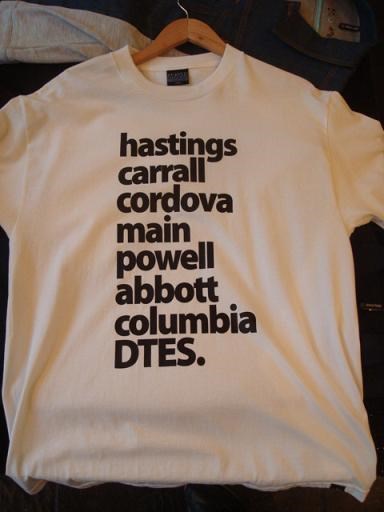 hastings
carrall
cordova
main
powell
abbott
columbia
DTES.